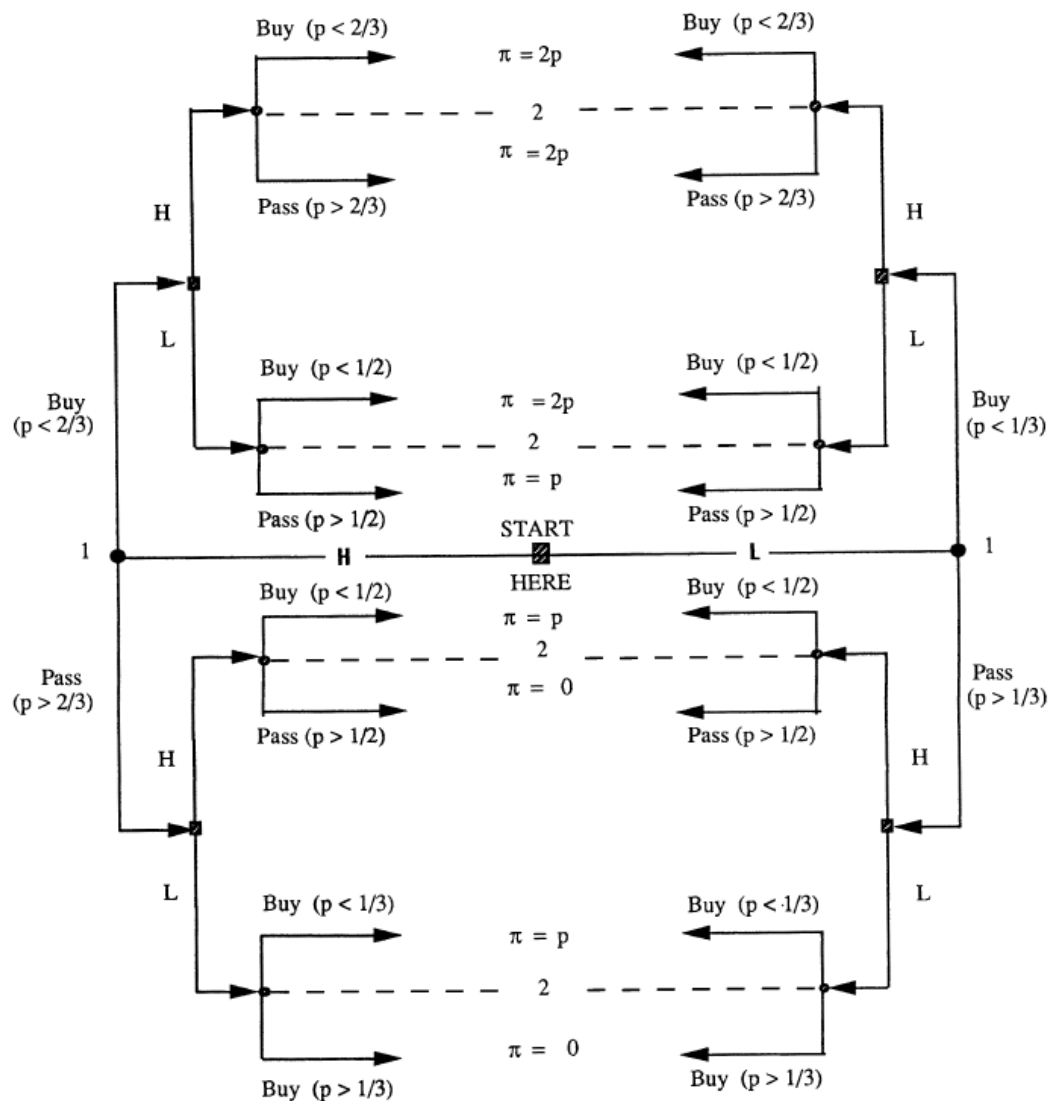 Buy (p < 2/3)
Buy (p < 2/3)
π = 2p
2
π = 2p
Pass (p > 2/3)
Pass (p > 2/3)
H
H
L
L
Buy (p < 1/2)
Buy (p < 1/2)
Buy
(p < 2/3)
π = 2p
Buy
(p < 1/3)
2
π = p
Pass (p > 1/2)
Pass (p > 1/2)
START
1
H
L
1
HERE
Buy (p < 1/2)
Buy (p < 1/2)
π = p
2
Pass
(p > 2/3)
π = 0
Pass
(p > 1/3)
Pass (p > 1/2)
Pass (p > 1/2)
H
H
L
L
Buy (p < 1/3)
Buy (p < 1/3)
π = p
2
π = 0
Buy (p > 1/3)
Buy (p > 1/3)